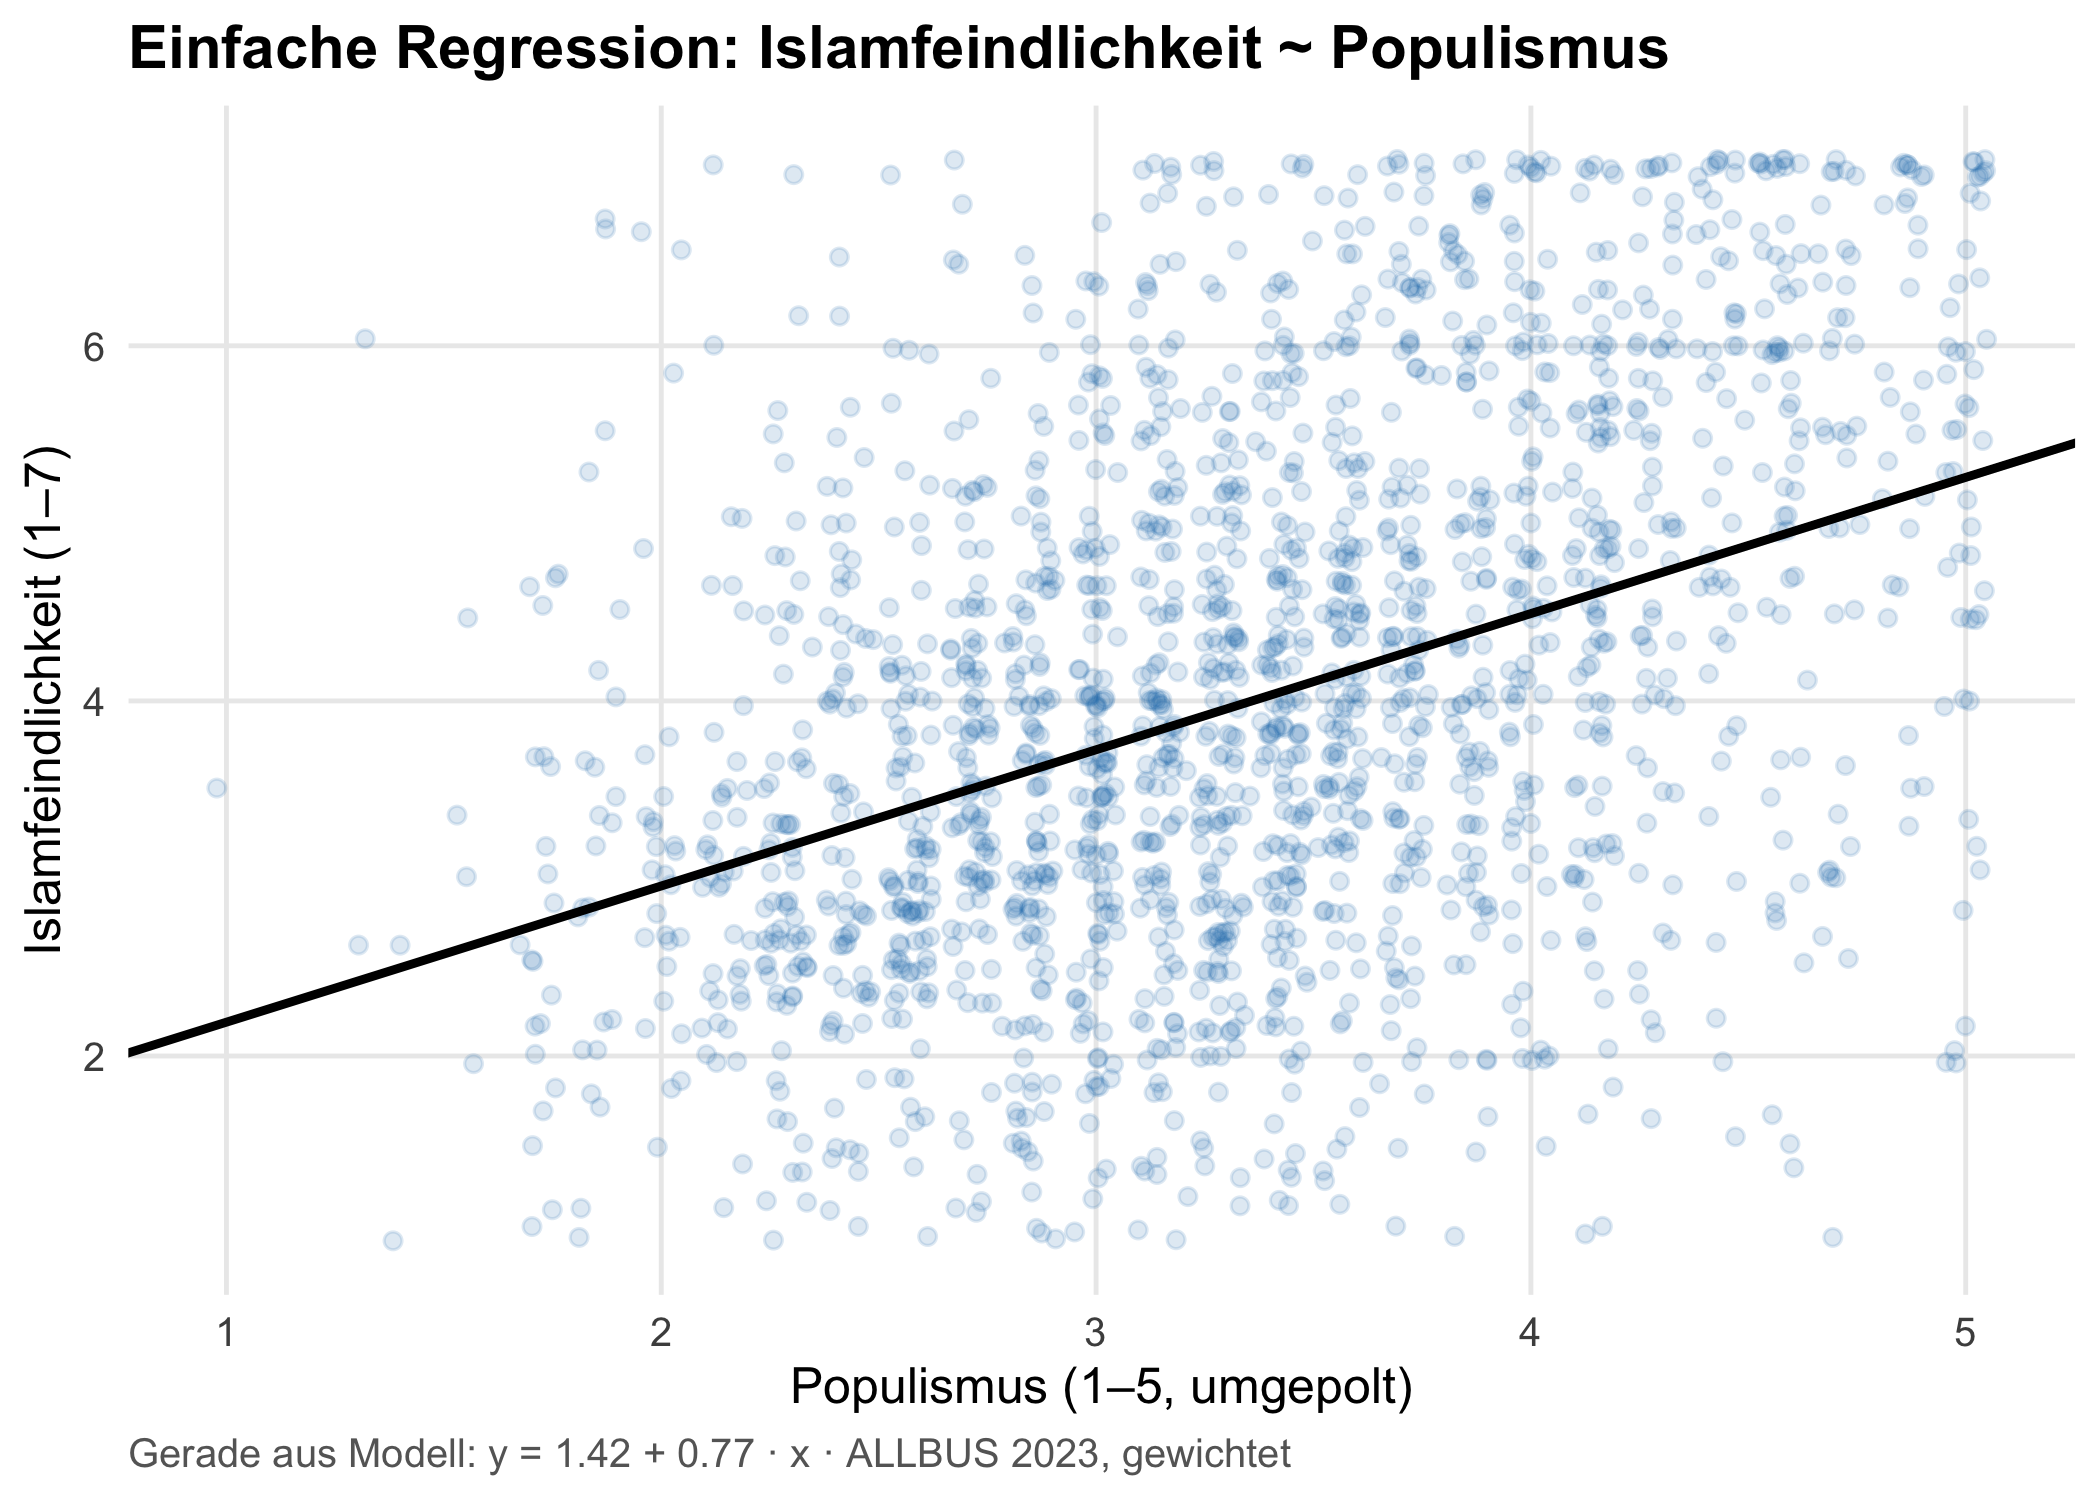 Einfache Regression: Islamfeindlichkeit ~ Populismus
Islamfeindlichkeit (1–7)
6
4
2
1 2 3 4 5
Populismus (1–5, umgepolt)
Gerade aus Modell: y = 1.42 + 0.77 · x · ALLBUS 2023, gewichtet